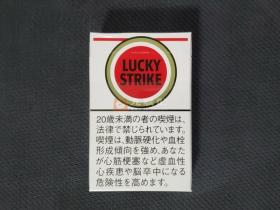 LUCKY
STRIKE
20歳未満の者の喫煙は、
法律で禁じられています。
喫煙は、動脈硬化や血栓
形成傾向を強め、あなた
が心筋梗塞など虚血性
心疾患や脳卒中になる
危険性を高めます。